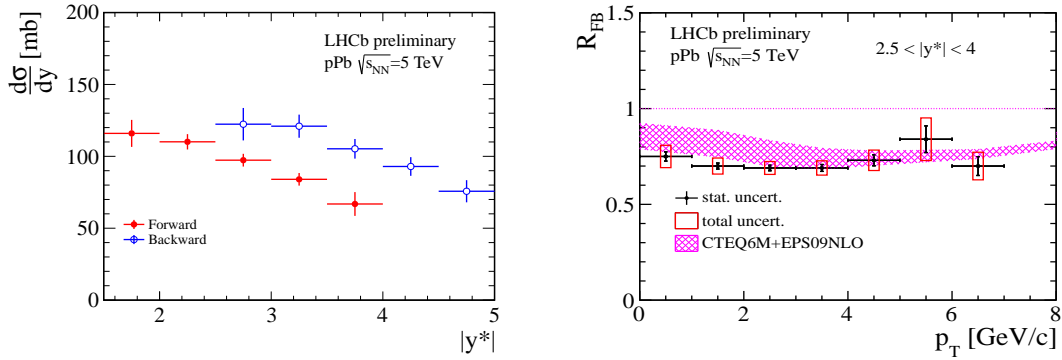 dσ/dy [mb]
200
150
100
50
0
LHCb preliminary
pPb √s_NN=5 TeV
Forward
Backward
2
3
4
5
|y*|
R_FB
1.5
1
0.5
0
LHCb preliminary
pPb √s_NN=5 TeV
2.5 < |y*| < 4
stat. uncert.
total uncert.
CTEQ6M+EPS09NLO
0
2
4
6
8
p_T [GeV/c]